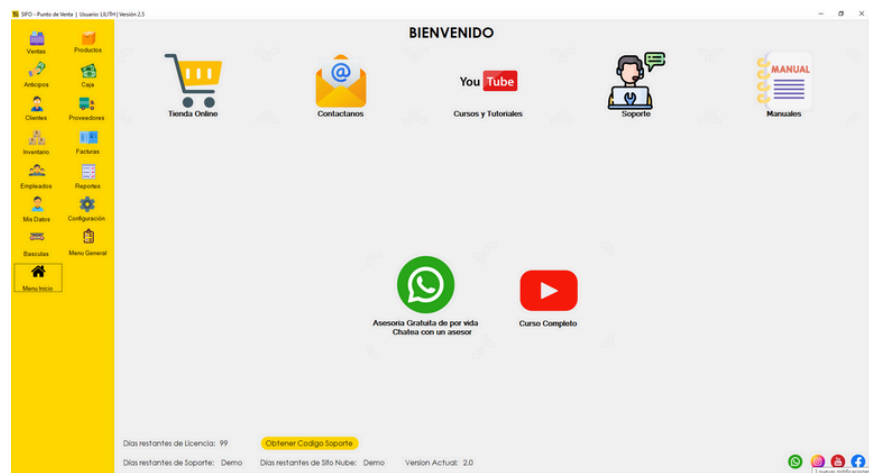 SIFO - Punto de Venta | Usuario: LILITH | Versión 2.5
BIENVENIDO
Ventas
Productos
Anticipos
Caja
Clientes
Proveedores
Inventario
Facturas
Empleados
Reportes
Mis Datos
Configuración
Basculas
Menu General
Menu Inicio
Tienda Online
@
Contactanos
You Tube
Cursos y Tutoriales
Soporte
MANUAL
Manuales
Asesoria Gratuita de por vida
Chatea con un asesor
Curso Completo
Días restantes de Licencia: 99
Obtener Codigo Soporte
Días restantes de Soporte: Demo
Días restantes de Sifo Nube: Demo
Version Actual: 2.0